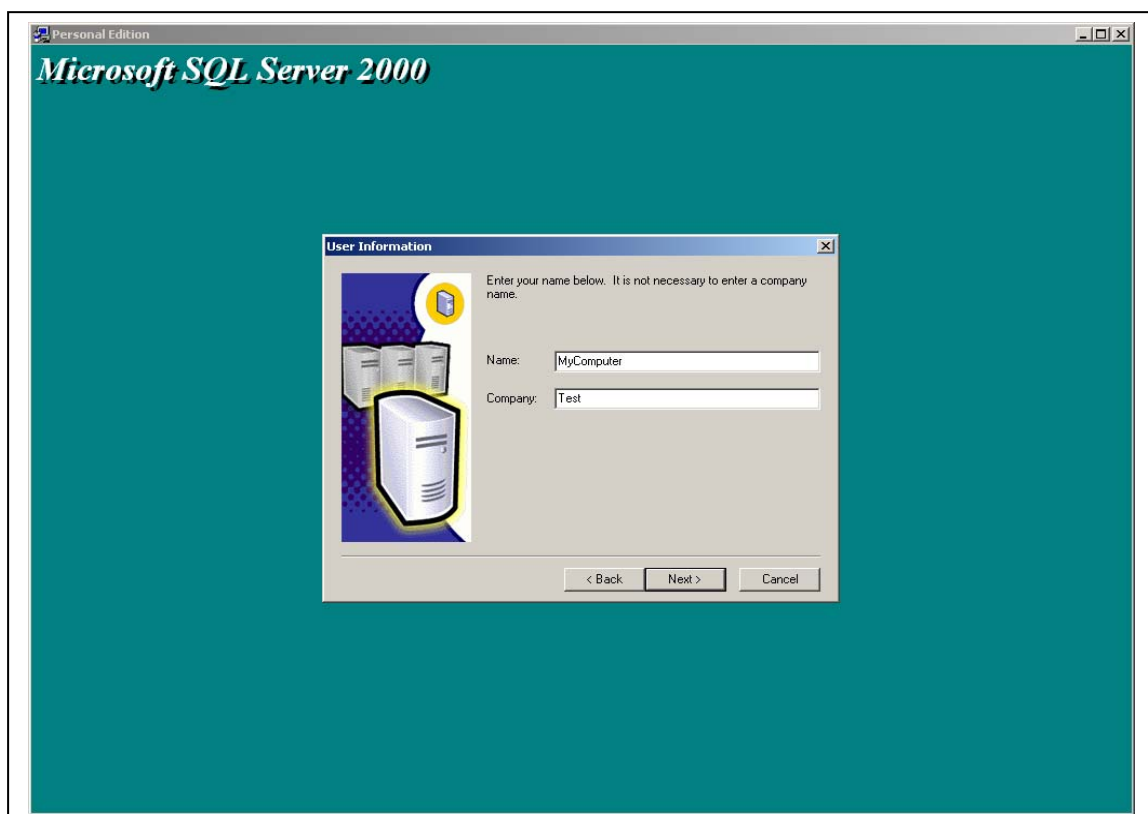 Personal Edition
Microsoft SQL Server 2000
User Information
Enter your name below.  It is not necessary to enter a company
name.
Name: MyComputer
Company: Test
< Back Next > Cancel